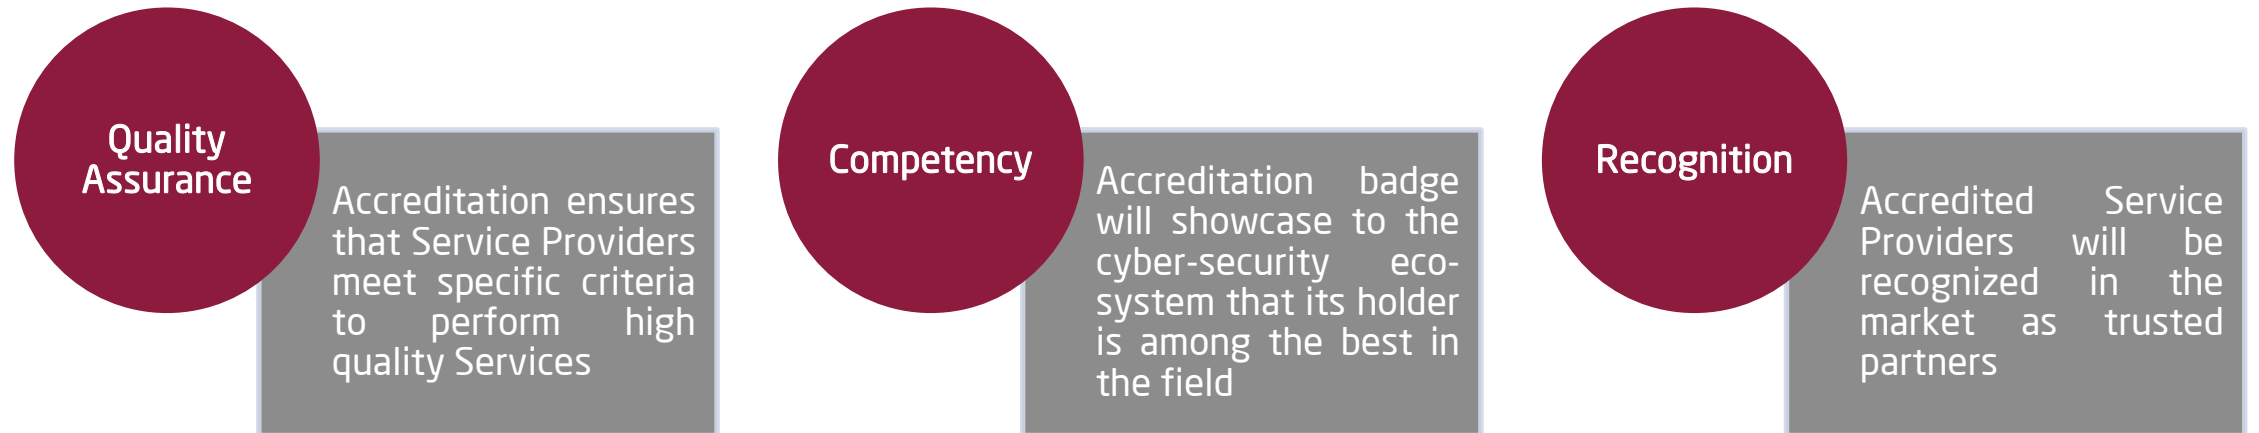 Quality
Assurance
Accreditation ensures
that Service Providers
meet specific criteria
to perform high
quality Services
Competency
Accreditation badge
will showcase to the
cyber-security eco-
system that its holder
is among the best in
the field
Recognition
Accredited Service
Providers will be
recognized in the
market as trusted
partners